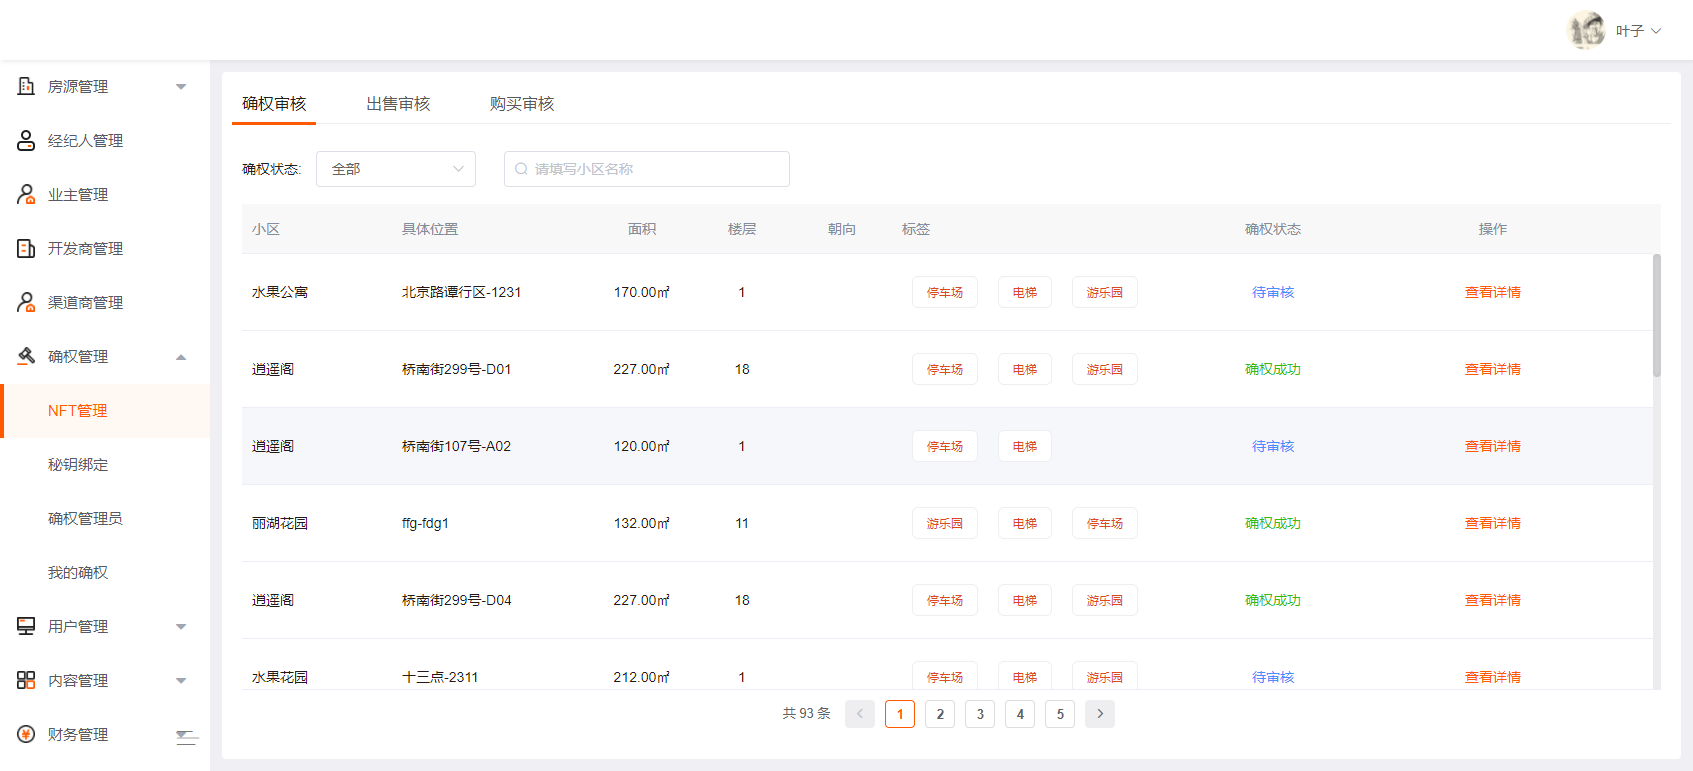 叶子
房源管理
经纪人管理
业主管理
开发商管理
渠道商管理
确权管理
NFT管理
秘钥绑定
确权管理员
我的确权
用户管理
内容管理
财务管理
确权审核 出售审核 购买审核
确权状态: 全部 请填写小区名称
小区 具体位置 面积 楼层 朝向 标签 确权状态 操作
水果公寓 北京路谭行区-1231 170.00㎡ 1 停车场 电梯 游乐园 待审核 查看详情
逍遥阁 桥南街299号-D01 227.00㎡ 18 停车场 电梯 游乐园 确权成功 查看详情
逍遥阁 桥南街107号-A02 120.00㎡ 1 停车场 电梯 待审核 查看详情
丽湖花园 ffg-fdg1 132.00㎡ 11 游乐园 电梯 停车场 确权成功 查看详情
逍遥阁 桥南街299号-D04 227.00㎡ 18 停车场 电梯 游乐园 确权成功 查看详情
水果花园 十三点-2311 212.00㎡ 1 停车场 电梯 游乐园 待审核 查看详情
共 93 条 1 2 3 4 5